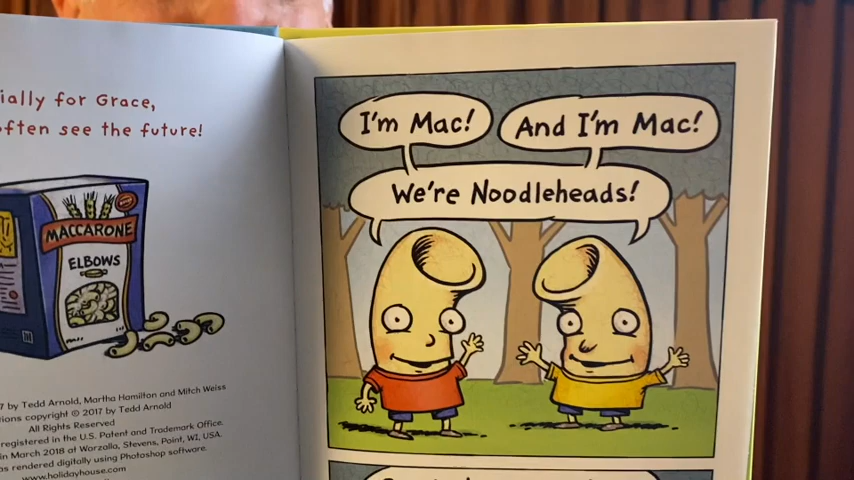 ially for Grace,
often see the future!
MACCARONE
ELBOWS
7 by Tedd Arnold, Martha Hamilton and Mitch Weiss
tions copyright © 2017 by Tedd Arnold
All Rights Reserved
registered in the U.S. Patent and Trademark Office.
in March 2018 at Worzalla, Stevens, Point, WI, USA.
as rendered digitally using Photoshop software.
www.holidayhouse.com
I'm Mac!
And I'm Mac!
We're Noodleheads!